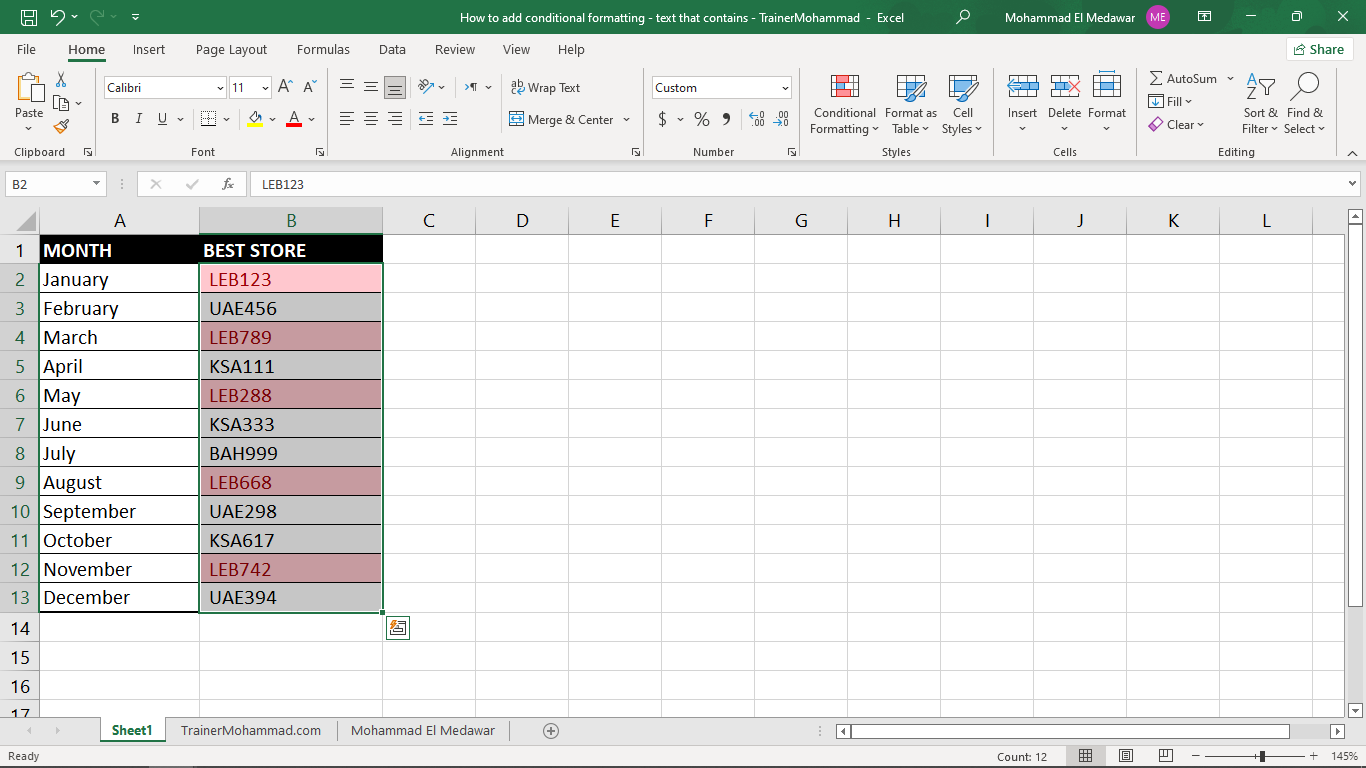 How to add conditional formatting - text that contains - TrainerMohammad - Excel
Mohammad El Medawar ME
File Home Insert Page Layout Formulas Data Review View Help Share
Paste
Clipboard
Calibri 11 A A
B I U A
Font
ab Wrap Text
Merge & Center
Alignment
Custom
$ % 9 .00 .00
Number
Conditional Formatting
Format as Table
Cell Styles
Styles
Insert Delete Format
Cells
AutoSum
Fill
Clear
Sort & Filter
Find & Select
Editing
B2 fx LEB123
A B C D E F G H I J K L
1 MONTH BEST STORE
2 January LEB123
3 February UAE456
4 March LEB789
5 April KSA111
6 May LEB288
7 June KSA333
8 July BAH999
9 August LEB668
10 September UAE298
11 October KSA617
12 November LEB742
13 December UAE394
14
15
16
17
Sheet1 TrainerMohammad.com Mohammad El Medawar
Ready Count: 12 145%